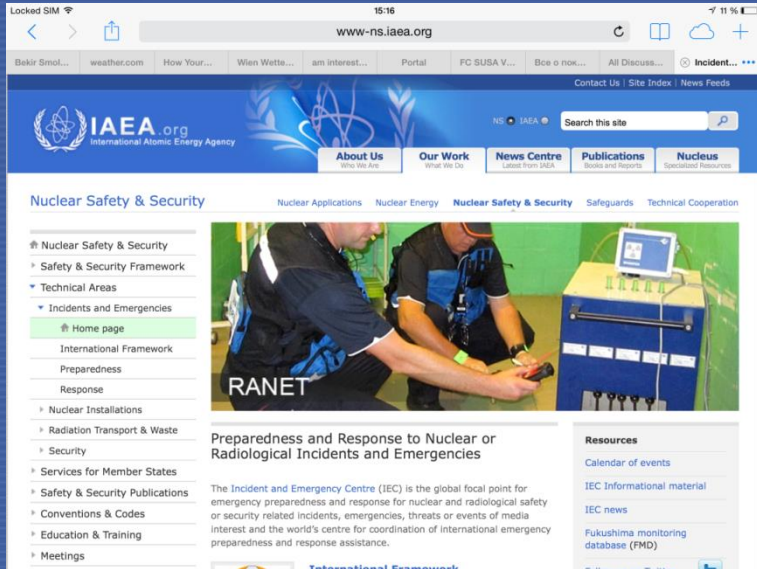 Locked SIM 15:16 11 %
www-ns.iaea.org
Bekir Smol... weather.com How Your... Wien Wette... am interest... Portal FC SUSA V... Все о пок... All Discuss... Incident...
Contact Us | Site Index | News Feeds
IAEA.org
International Atomic Energy Agency
NS IAEA Search this site
About Us Our Work News Centre Publications Nucleus
Who We Are What We Do Latest from IAEA Books and Reports Specialized Resources
Nuclear Safety & Security
Nuclear Applications Nuclear Energy Nuclear Safety & Security Safeguards Technical Cooperation
Nuclear Safety & Security
Safety & Security Framework
Technical Areas
Incidents and Emergencies
Home page
International Framework
Preparedness
Response
Nuclear Installations
Radiation Transport & Waste
Security
Services for Member States
Safety & Security Publications
Conventions & Codes
Education & Training
Meetings
RANET
Preparedness and Response to Nuclear or
Radiological Incidents and Emergencies
The Incident and Emergency Centre (IEC) is the global focal point for
emergency preparedness and response for nuclear and radiological safety
or security related incidents, emergencies, threats or events of media
interest and the world's centre for coordination of international emergency
preparedness and response assistance.
International Framework
Resources
Calendar of events
IEC Informational material
IEC news
Fukushima monitoring
database (FMD)